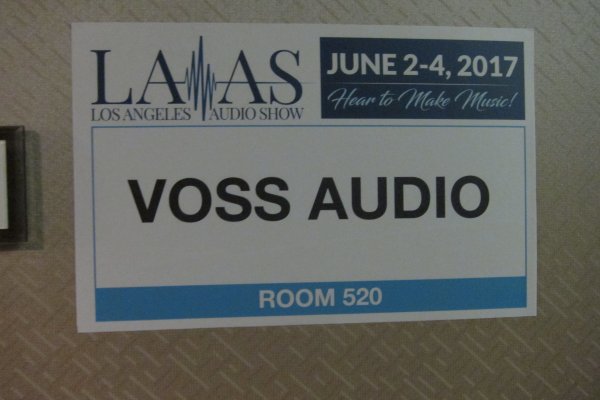 LAAS
LOS ANGELES AUDIO SHOW
JUNE 2-4, 2017
Hear to Make Music!
VOSS AUDIO
ROOM 520